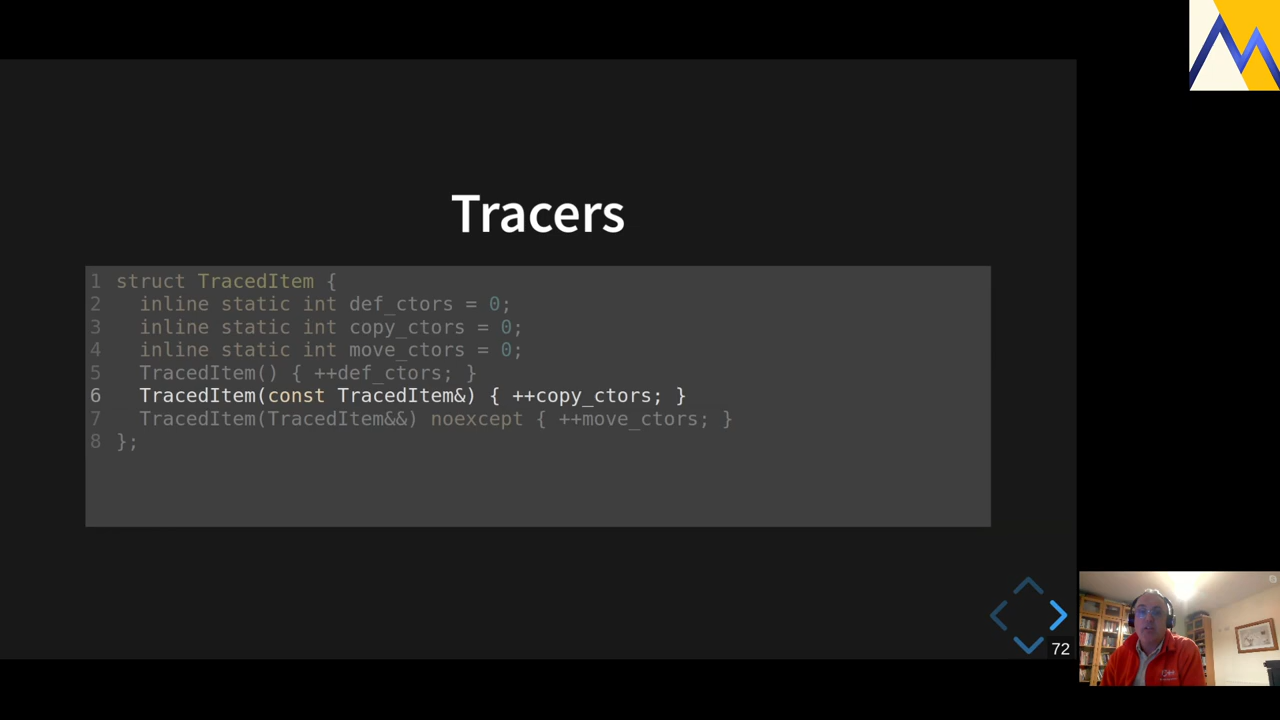 Tracers
1 struct TracedItem {
2   inline static int def_ctors = 0;
3   inline static int copy_ctors = 0;
4   inline static int move_ctors = 0;
5   TracedItem() { ++def_ctors; }
6   TracedItem(const TracedItem&) { ++copy_ctors; }
7   TracedItem(TracedItem&&) noexcept { ++move_ctors; }
8 };
72